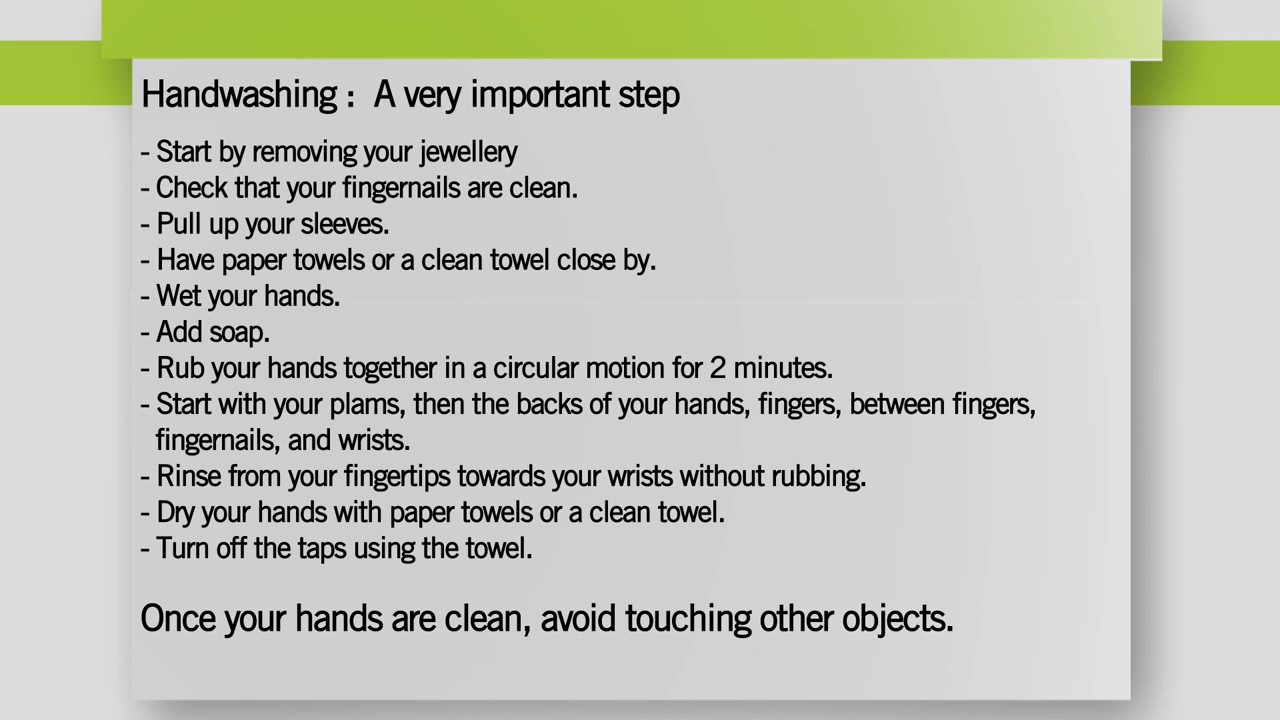 Handwashing :  A very important step
- Start by removing your jewellery
- Check that your fingernails are clean.
- Pull up your sleeves.
- Have paper towels or a clean towel close by.
- Wet your hands.
- Add soap.
- Rub your hands together in a circular motion for 2 minutes.
- Start with your plams, then the backs of your hands, fingers, between fingers,
fingernails, and wrists.
- Rinse from your fingertips towards your wrists without rubbing.
- Dry your hands with paper towels or a clean towel.
- Turn off the taps using the towel.
Once your hands are clean, avoid touching other objects.